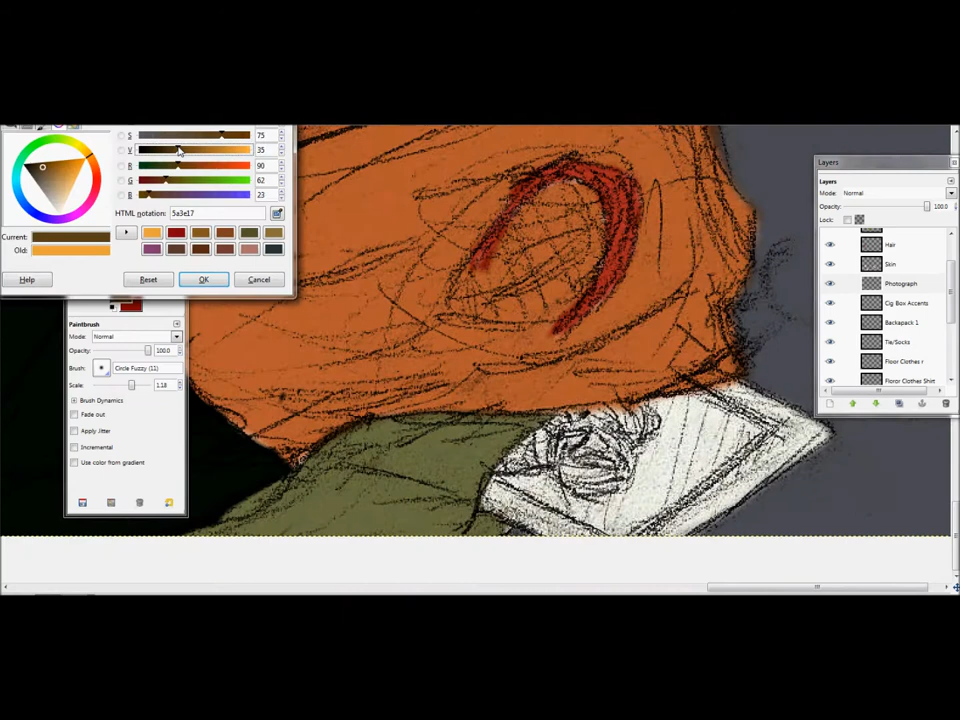 S 75
V 35
R 90
G 62
B 23
HTML notation: 5a3e17
Current:
Old:
Help Reset OK Cancel
Paintbrush
Mode: Normal
Opacity: 100.0
Brush: Circle Fuzzy (11)
Scale: 1.18
Brush Dynamics
Fade out
Apply Jitter
Incremental
Use color from gradient
Layers
Layers
Mode: Normal
Opacity: 100.0
Lock:
Hair
Skin
Photograph
Cig Box Accents
Backapack 1
Tie/Socks
Floor Clothes r
Floror Clothes Shirt